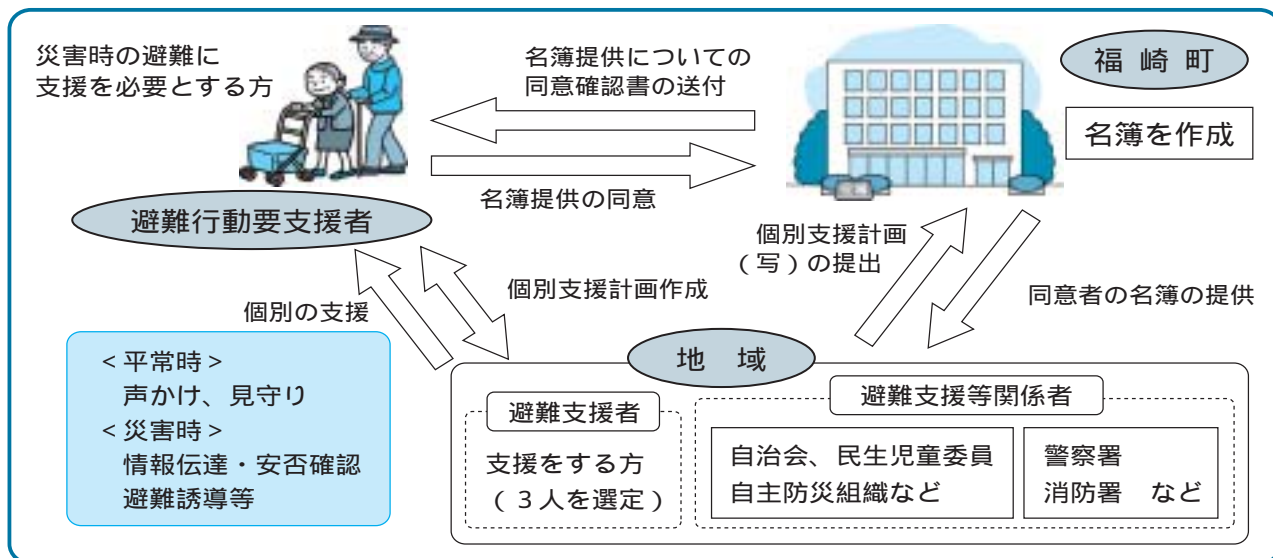 災害時の避難に
支援を必要とする方
名簿提供についての
同意確認書の送付
福崎町
名簿を作成
名簿提供の同意
避難行動要支援者
個別支援計画
（写）の提出
個別支援計画作成
同意者の名簿の提供
個別の支援
＜平常時＞
声かけ、見守り
＜災害時＞
情報伝達・安否確認
避難誘導等
地　域
避難支援者
支援をする方
（３人を選定）
避難支援等関係者
自治会、民生児童委員
自主防災組織など
警察署
消防署　など